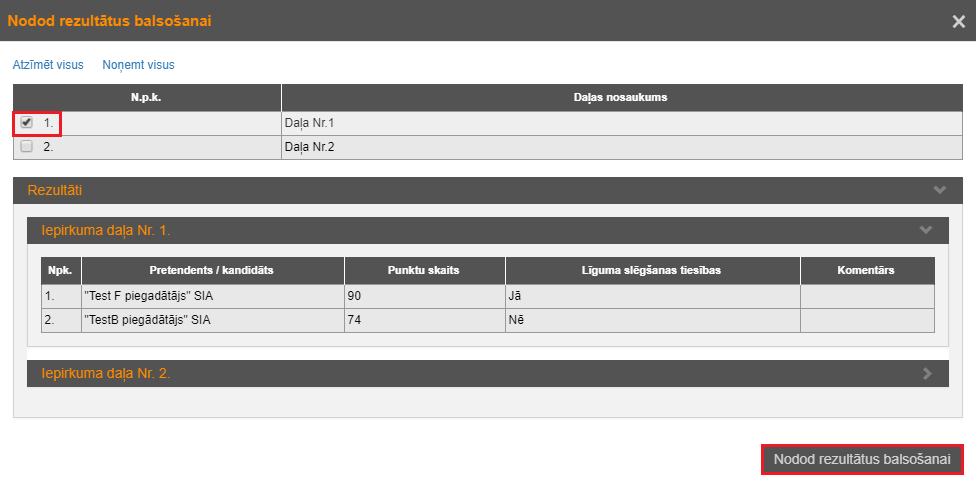 Nodod rezultātus balsošanai
Atzīmēt visus Noņemt visus
N.p.k. Daļas nosaukums
1. Daļa Nr.1
2. Daļa Nr.2
Rezultāti
Iepirkuma daļa Nr. 1.
Npk. Pretendents / kandidāts Punktu skaits Līguma slēgšanas tiesības Komentārs
1. "Test F piegadātājs" SIA 90 Jā
2. "TestB piegādātājs" SIA 74 Nē
Iepirkuma daļa Nr. 2.
Nodod rezultātus balsošanai